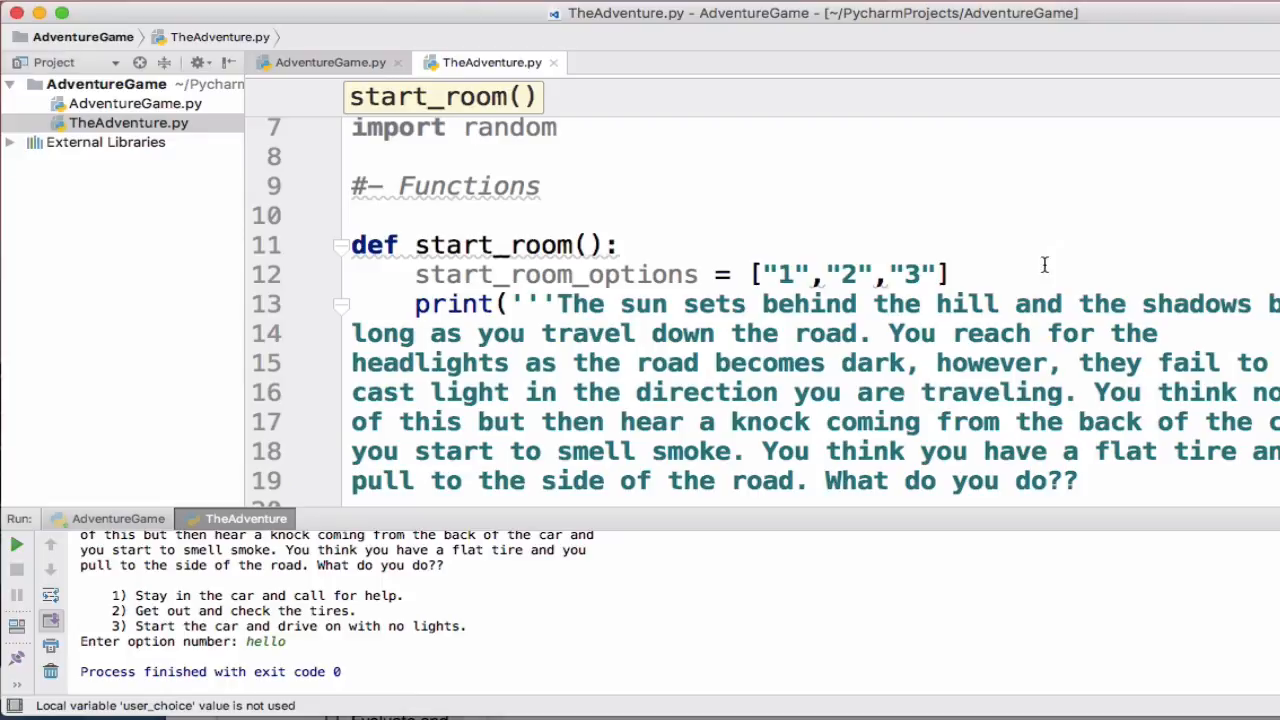 TheAdventure.py - AdventureGame - [~/PycharmProjects/AdventureGame]
AdventureGame TheAdventure.py
Project AdventureGame.py TheAdventure.py
AdventureGame ~/Pycharm
AdventureGame.py
TheAdventure.py
External Libraries
start_room()
7 import random
8
9 #- Functions
10
11 def start_room():
12 start_room_options = ["1","2","3"]
13 print('''The sun sets behind the hill and the shadows b
14 long as you travel down the road. You reach for the
15 headlights as the road becomes dark, however, they fail to
16 cast light in the direction you are traveling. You think no
17 of this but then hear a knock coming from the back of the c
18 you start to smell smoke. You think you have a flat tire an
19 pull to the side of the road. What do you do??
Run: AdventureGame TheAdventure
of this but then hear a knock coming from the back of the car and
you start to smell smoke. You think you have a flat tire and you
pull to the side of the road. What do you do??
1) Stay in the car and call for help.
2) Get out and check the tires.
3) Start the car and drive on with no lights.
Enter option number: hello
Process finished with exit code 0
Local variable 'user_choice' value is not used